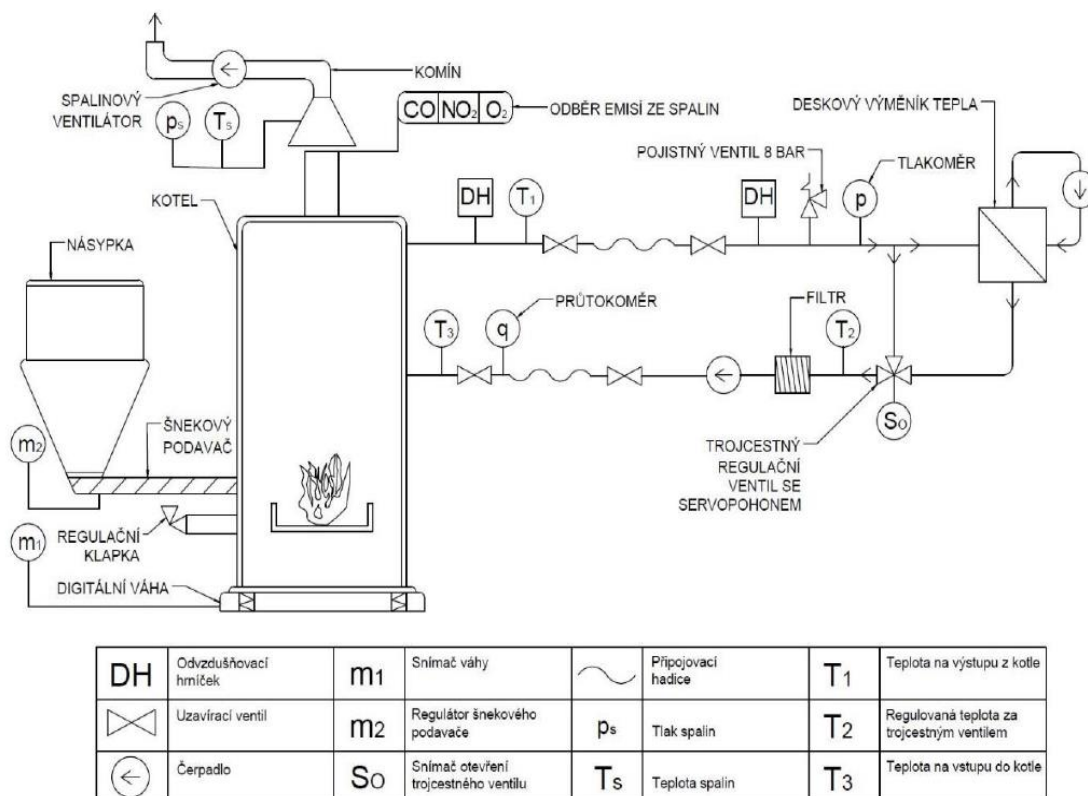 KOMÍN
SPALINOVÝ
VENTILÁTOR
ps
Ts
CO NO2 O2
ODBĚR EMISÍ ZE SPALIN
DESKOVÝ VÝMĚNÍK TEPLA
POJISTNÝ VENTIL 8 BAR
TLAKOMĚR
KOTEL
DH
T1
DH
p
NÁSYPKA
PRŮTOKOMĚR
FILTR
T3
q
T2
ŠNEKOVÝ
PODAVAČ
m2
So
TROJCESTNÝ
REGULAČNÍ
VENTIL SE
SERVOPOHONEM
REGULAČNÍ
KLAPKA
m1
DIGITÁLNÍ VÁHA
DH
Odvzdušňovací
hrníček
m1
Snímač váhy
Připojovací
hadice
T1
Teplota na výstupu z kotle
Uzavírací ventil
m2
Regulátor šnekového
podavače
ps
Tlak spalin
T2
Regulovaná teplota za
trojcestným ventilem
Čerpadlo
So
Snímač otevření
trojcestného ventilu
Ts
Teplota spalin
T3
Teplota na vstupu do kotle